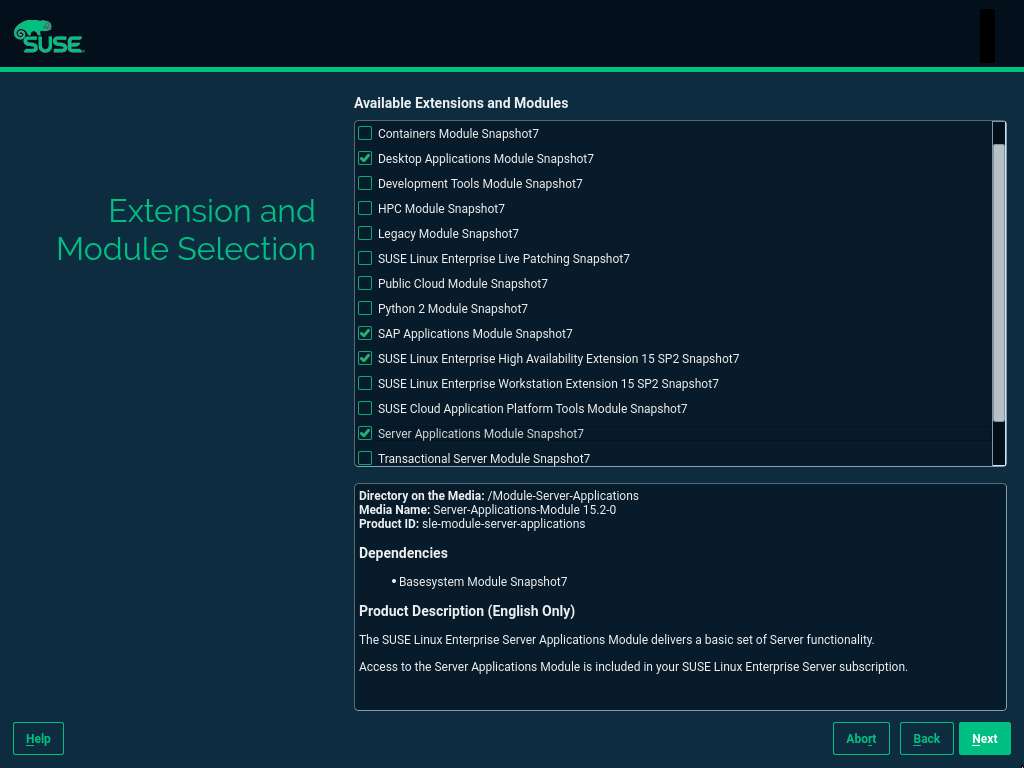 SUSE
Available Extensions and Modules
Extension and
Module Selection
Containers Module Snapshot7
Desktop Applications Module Snapshot7
Development Tools Module Snapshot7
HPC Module Snapshot7
Legacy Module Snapshot7
SUSE Linux Enterprise Live Patching Snapshot7
Public Cloud Module Snapshot7
Python 2 Module Snapshot7
SAP Applications Module Snapshot7
SUSE Linux Enterprise High Availability Extension 15 SP2 Snapshot7
SUSE Linux Enterprise Workstation Extension 15 SP2 Snapshot7
SUSE Cloud Application Platform Tools Module Snapshot7
Server Applications Module Snapshot7
Transactional Server Module Snapshot7
Directory on the Media: /Module-Server-Applications
Media Name: Server-Applications-Module 15.2-0
Product ID: sle-module-server-applications
Dependencies
• Basesystem Module Snapshot7
Product Description (English Only)
The SUSE Linux Enterprise Server Applications Module delivers a basic set of Server functionality.
Access to the Server Applications Module is included in your SUSE Linux Enterprise Server subscription.
Help
Abort
Back
Next